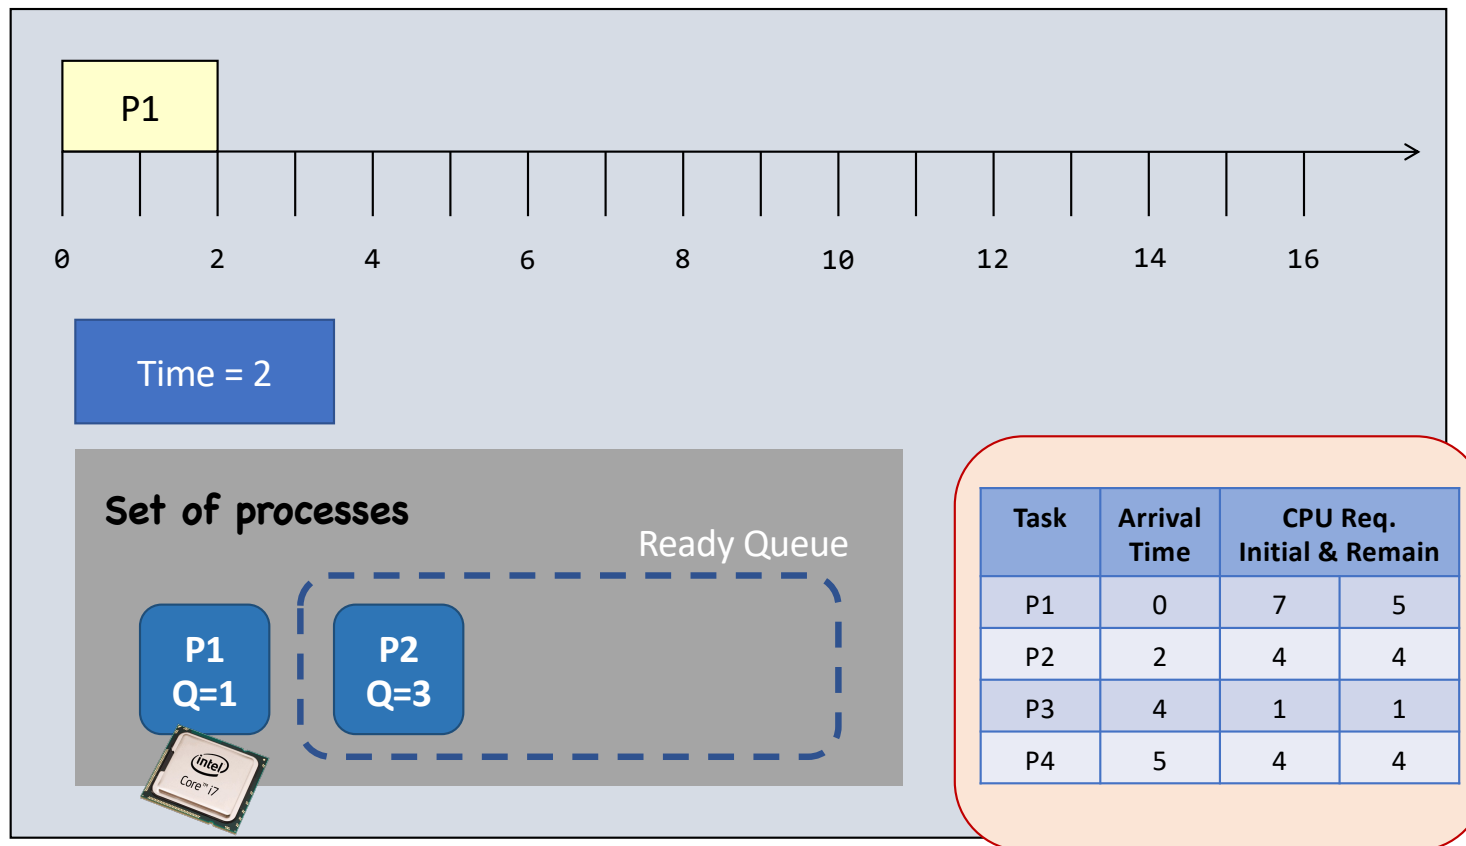 P1
0 2 4 6 8 10 12 14 16
Time = 2
Set of processes
Ready Queue
P1
Q=1
P2
Q=3
intel
Core™ i7
Task Arrival Time CPU Req. Initial & Remain
P1 0 7 5
P2 2 4 4
P3 4 1 1
P4 5 4 4